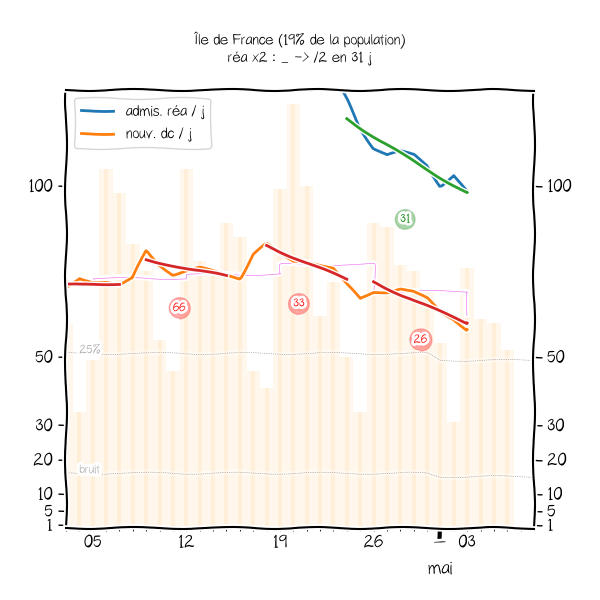 Île de France (19% de la population)
réa x2 : _ -> /2 en 31 j
admis. réa / j
nouv. dc / j
100
100
31
66
33
26
25%
50
50
30
30
20
20
bruit
10
10
5
5
1
1
05 12 19 26 _ 03
mai